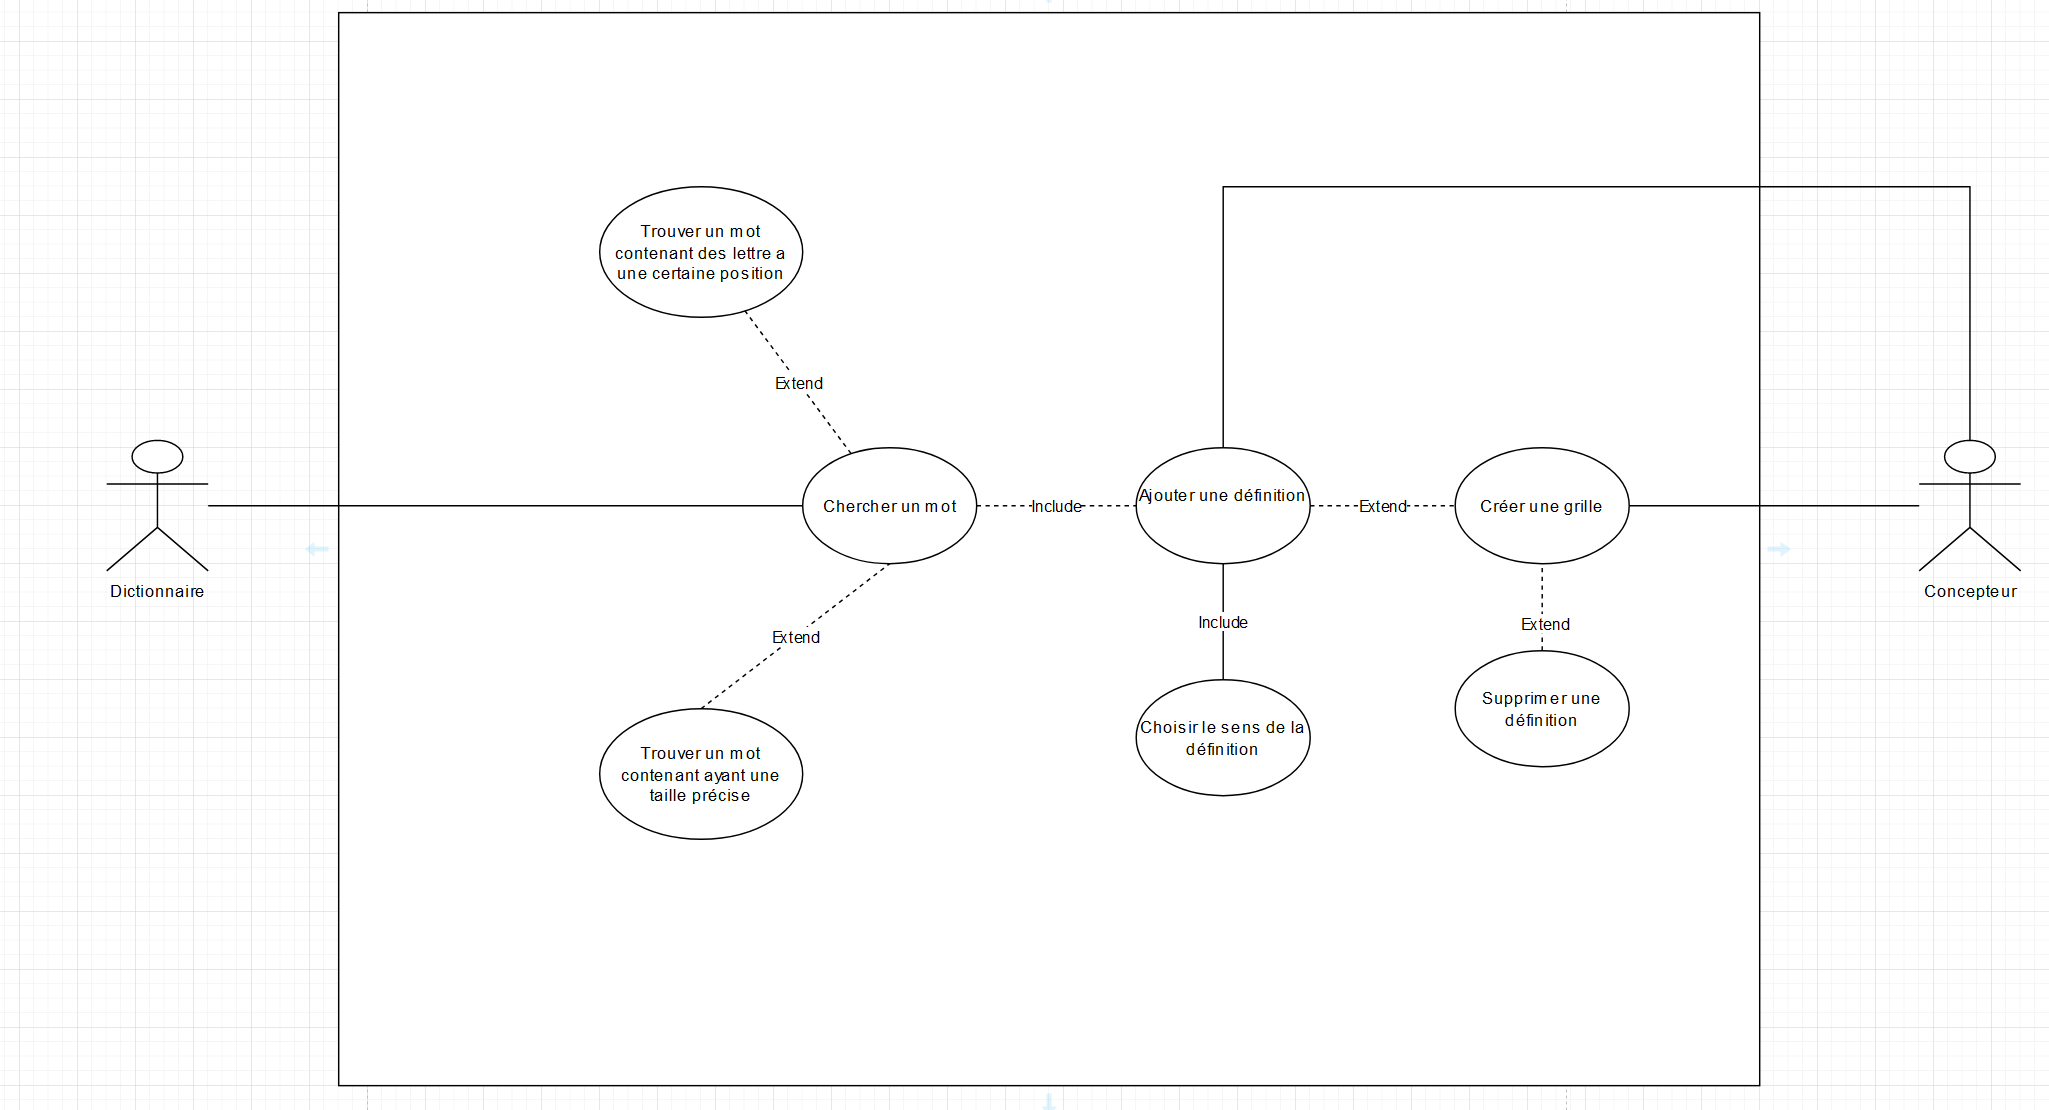 Trouver un mot
contenant des lettre a
une certaine position
Extend
Dictionnaire
Chercher un mot
Include
Ajouter une définition
Extend
Créer une grille
Concepteur
Extend
Include
Extend
Trouver un mot
contenant ayant une
taille précise
Choisir le sens de la
définition
Supprimer une
définition